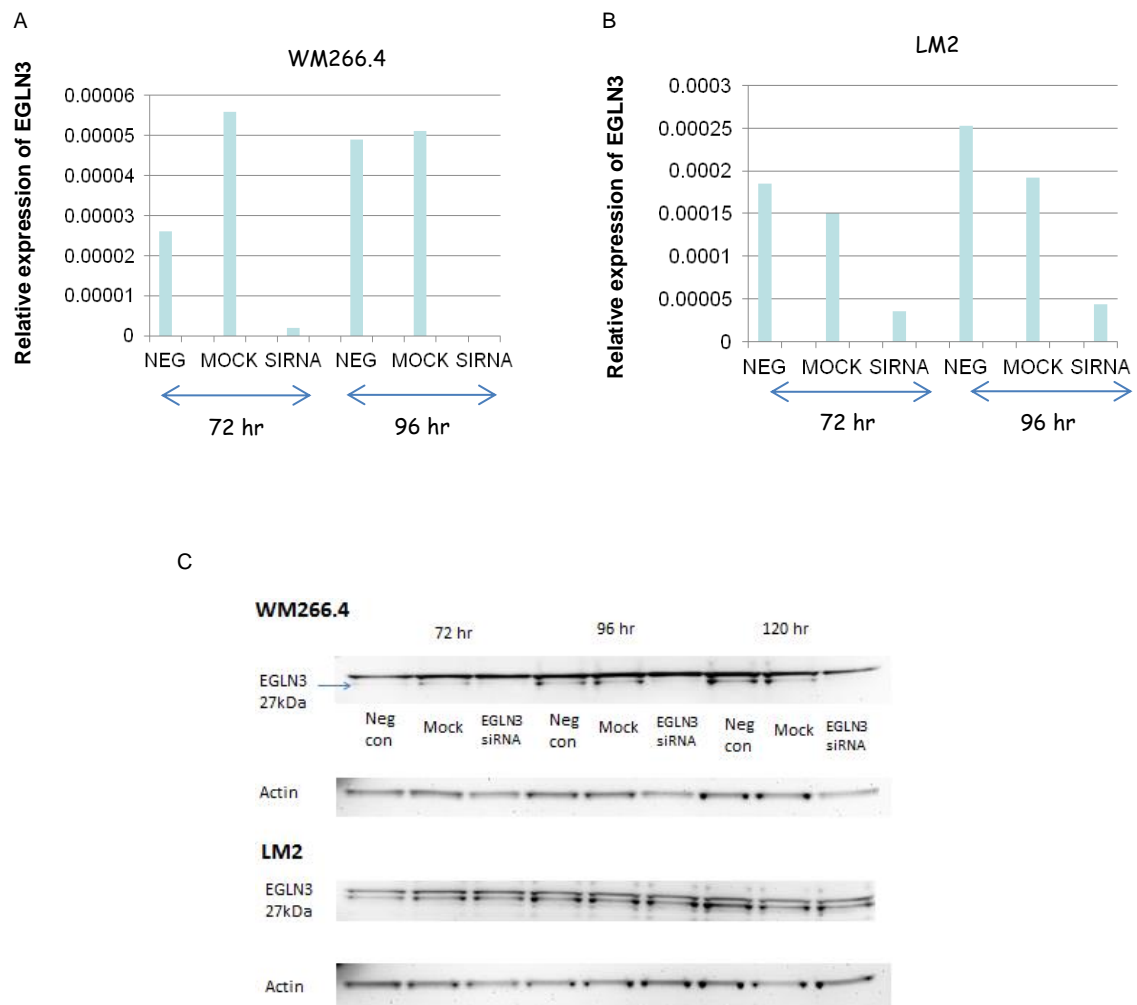 A
WM266.4
Relative expression of EGLN3
0.00006
0.00005
0.00004
0.00003
0.00002
0.00001
0
NEG MOCK SIRNA NEG MOCK SIRNA
72 hr 96 hr
B
LM2
Relative expression of EGLN3
0.0003
0.00025
0.0002
0.00015
0.0001
0.00005
0
NEG MOCK SIRNA NEG MOCK SIRNA
72 hr 96 hr
C
WM266.4
72 hr 96 hr 120 hr
EGLN3
27kDa
Neg con Mock EGLN3 siRNA Neg con Mock EGLN3 siRNA Neg con Mock EGLN3 siRNA
Actin
LM2
EGLN3
27kDa
Actin